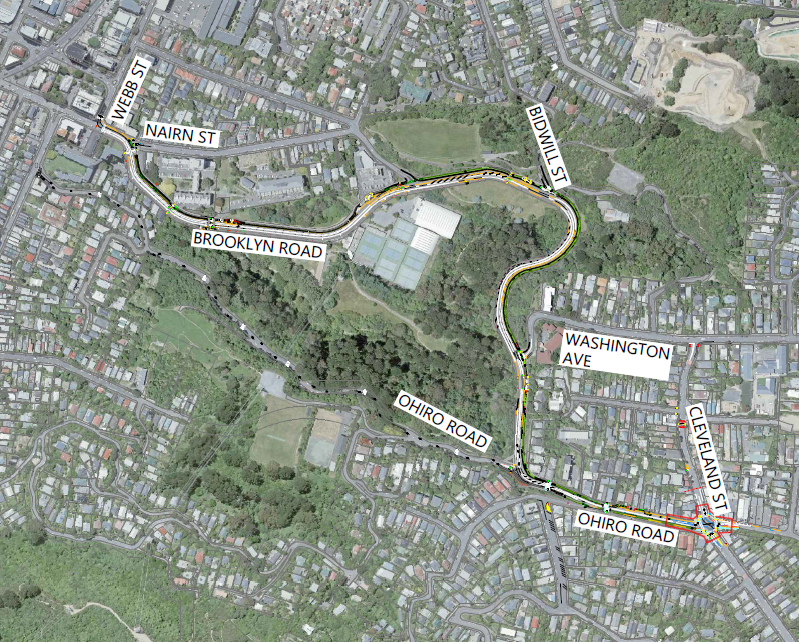 WEBB ST
NAIRN ST
BIDWILL ST
BROOKLYN ROAD
WASHINGTON
AVE
OHIRO ROAD
CLEVELAND ST
OHIRO ROAD